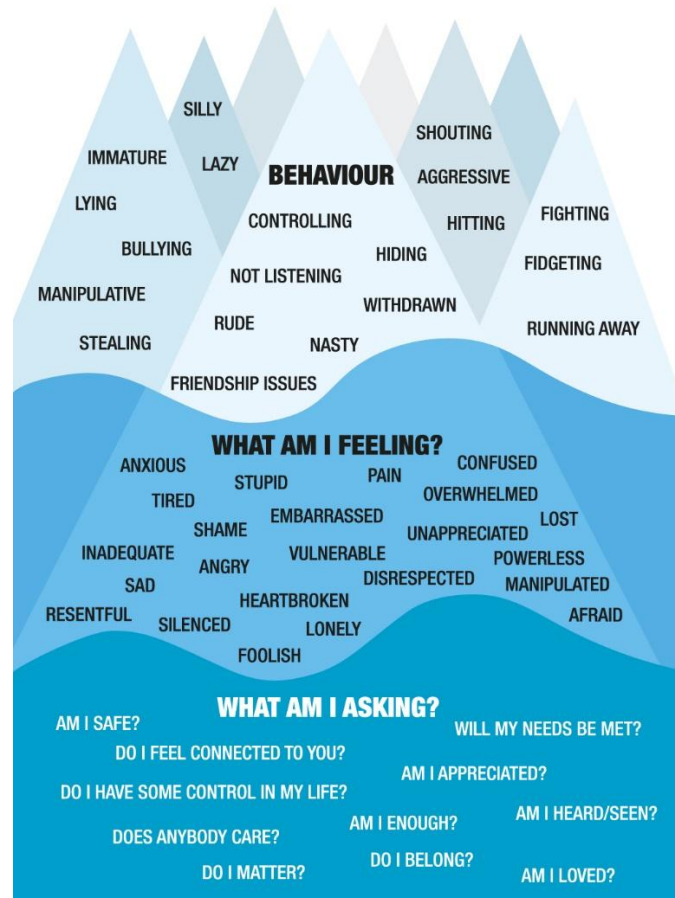 SILLY
SHOUTING
IMMATURE
LAZY
BEHAVIOUR
AGGRESSIVE
LYING
CONTROLLING
HITTING
FIGHTING
BULLYING
HIDING
FIDGETING
NOT LISTENING
MANIPULATIVE
WITHDRAWN
RUDE
RUNNING AWAY
STEALING
NASTY
FRIENDSHIP ISSUES
WHAT AM I FEELING?
ANXIOUS
STUPID
PAIN
CONFUSED
TIRED
OVERWHELMED
EMBARRASSED
LOST
SHAME
UNAPPRECIATED
INADEQUATE
ANGRY
VULNERABLE
POWERLESS
SAD
DISRESPECTED
MANIPULATED
HEARTBROKEN
RESENTFUL
SILENCED
LONELY
AFRAID
FOOLISH
WHAT AM I ASKING?
AM I SAFE?
WILL MY NEEDS BE MET?
DO I FEEL CONNECTED TO YOU?
AM I APPRECIATED?
DO I HAVE SOME CONTROL IN MY LIFE?
AM I HEARD/SEEN?
AM I ENOUGH?
DOES ANYBODY CARE?
DO I BELONG?
DO I MATTER?
AM I LOVED?